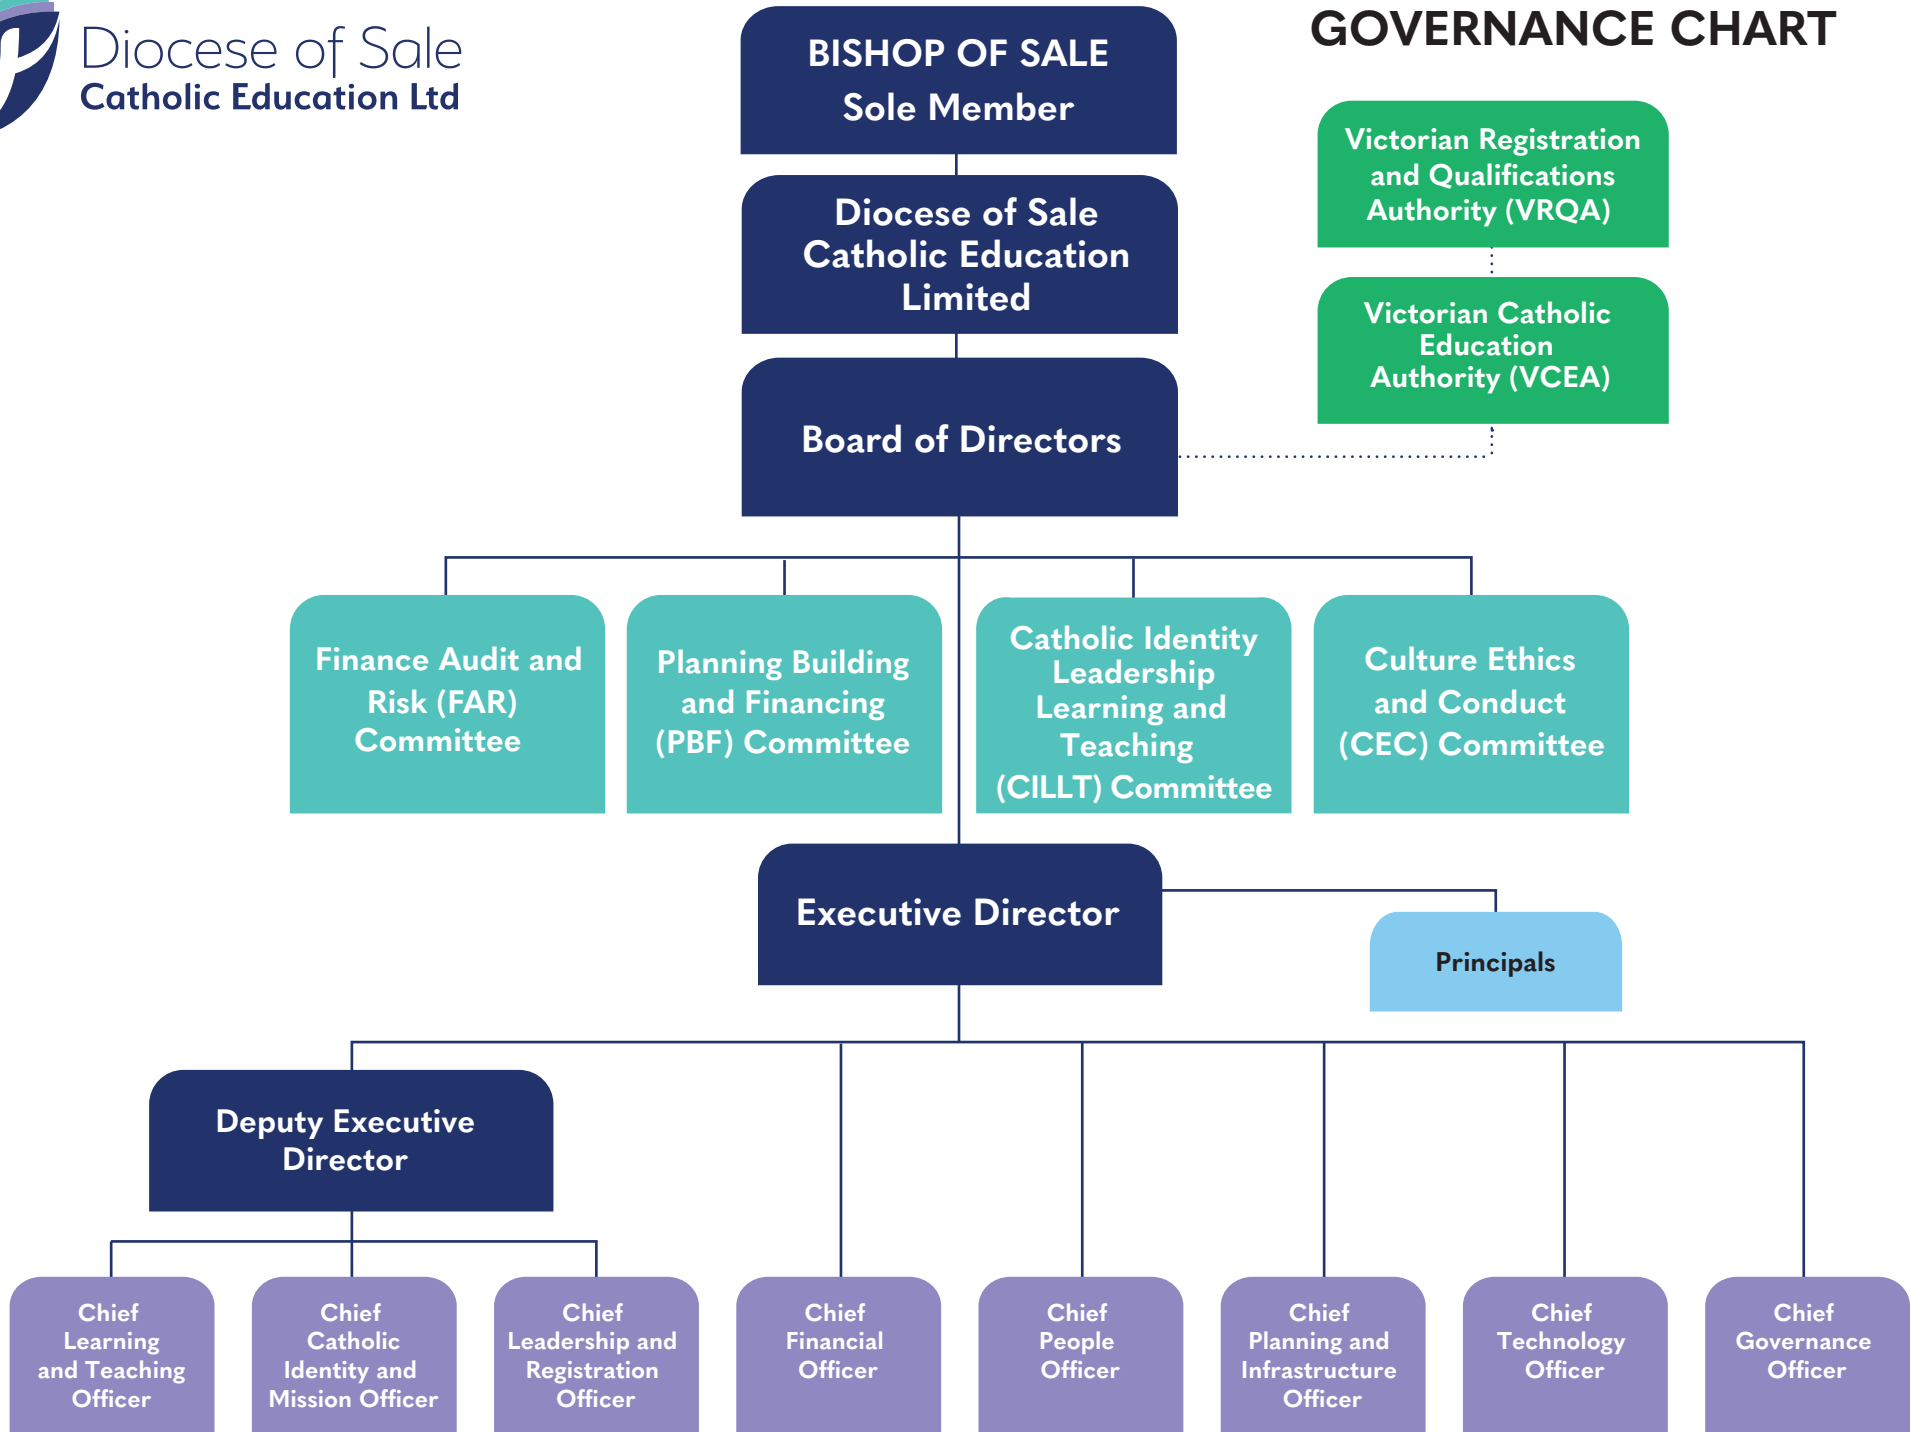 Diocese of Sale
Catholic Education Ltd
GOVERNANCE CHART
BISHOP OF SALE
Sole Member
Diocese of Sale
Catholic Education
Limited
Board of Directors
Victorian Registration
and Qualifications
Authority (VRQA)
Victorian Catholic
Education
Authority (VCEA)
Finance Audit and
Risk (FAR)
Committee
Planning Building
and Financing
(PBF) Committee
Catholic Identity
Leadership
Learning and
Teaching
(CILLT) Committee
Culture Ethics
and Conduct
(CEC) Committee
Executive Director
Principals
Deputy Executive
Director
Chief
Learning
and Teaching
Officer
Chief
Catholic
Identity and
Mission Officer
Chief
Leadership and
Registration
Officer
Chief
Financial
Officer
Chief
People
Officer
Chief
Planning and
Infrastructure
Officer
Chief
Technology
Officer
Chief
Governance
Officer